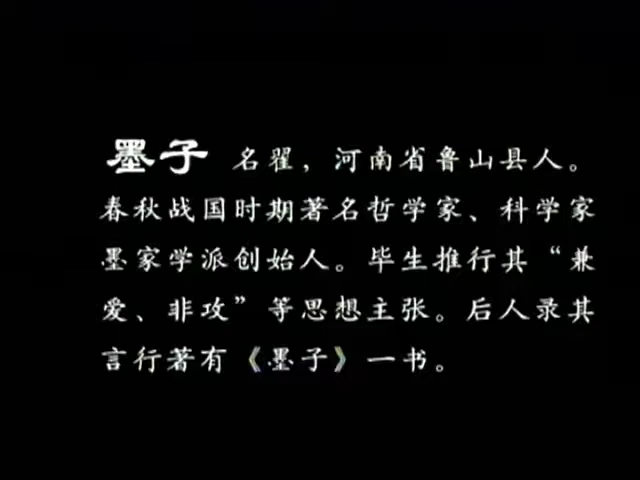 墨子 名翟，河南省鲁山县人。
春秋战国时期著名哲学家、科学家
墨家学派创始人。毕生推行其“兼
爱、非攻”等思想主张。后人录其
言行著有《墨子》一书。